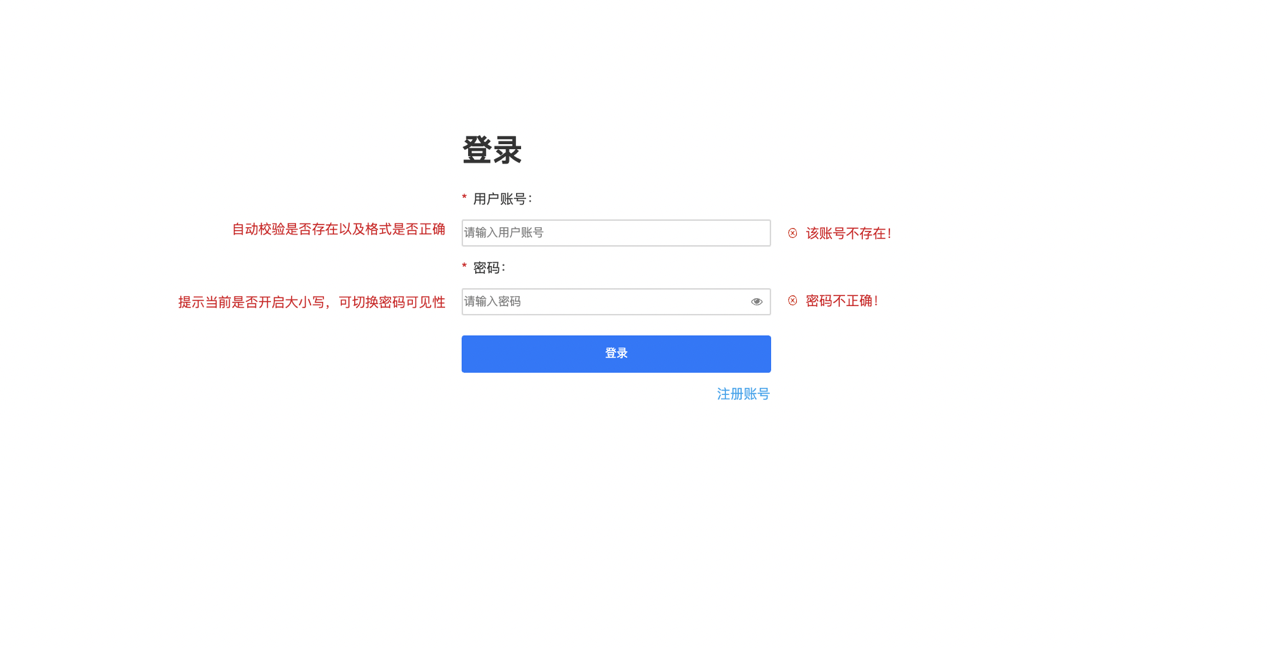 登录
* 用户账号：
自动校验是否存在以及格式是否正确
请输入用户账号
该账号不存在！
* 密码：
提示当前是否开启大小写，可切换密码可见性
请输入密码
密码不正确！
登录
注册账号